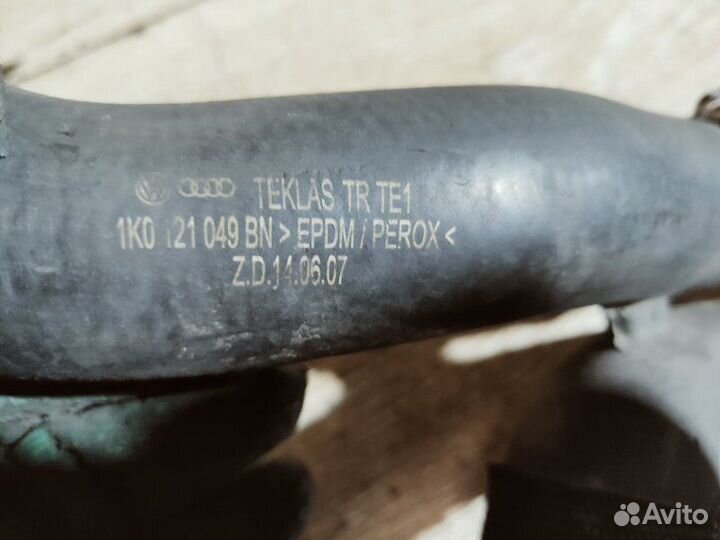 TEKLAS TR TE1
1K0 121 049 BN > EPDM / PEROX <
Z.D.14.06.07
Avito